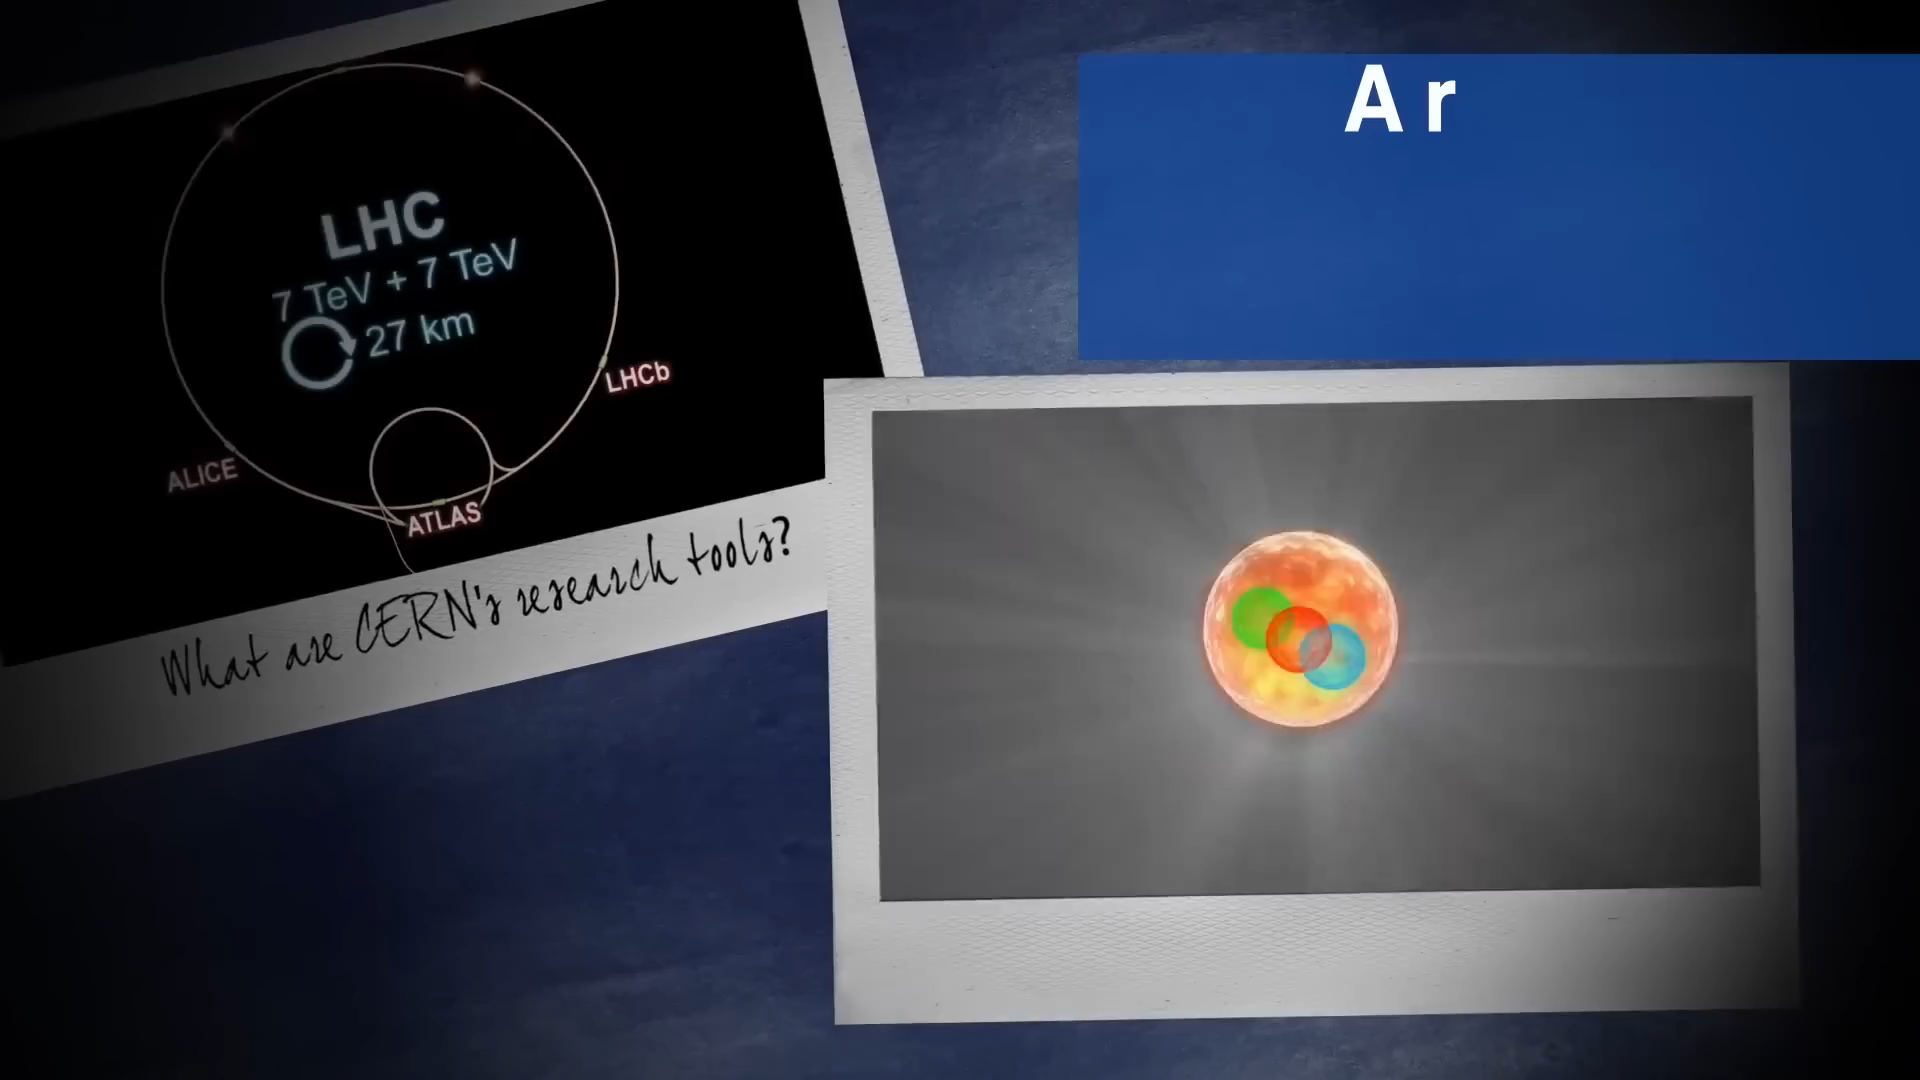 LHC
7 TeV + 7 TeV
27 km
LHCb
ALICE
ATLAS
What are CERN's research tools?
Ar